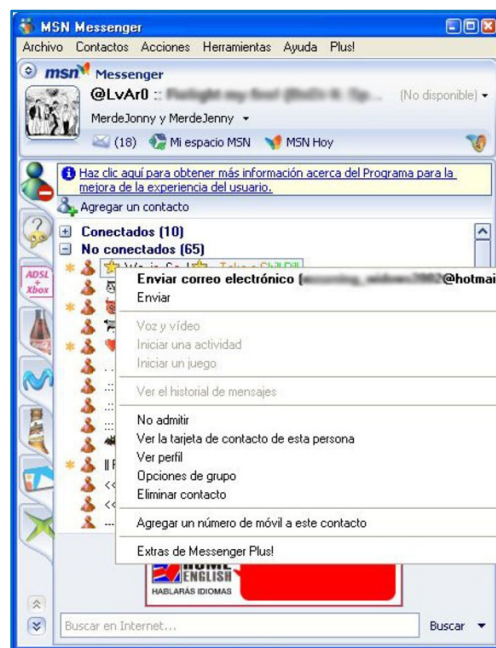 MSN Messenger
Archivo Contactos Acciones Herramientas Ayuda Plus!
msn Messenger
@LvAr0 :: (No disponible)
MerdeJonny y MerdeJenny
(18) Mi espacio MSN MSN Hoy
Haz clic aquí para obtener más información acerca del Programa para la
mejora de la experiencia del usuario.
Agregar un contacto
Conectados (10)
No conectados (65)
ADSL
+
Xbox
Enviar correo electrónico ( @hotmai
Enviar
Voz y vídeo
Iniciar una actividad
Iniciar un juego
Ver el historial de mensajes
No admitir
Ver la tarjeta de contacto de esta persona
Ver perfil
Opciones de grupo
Eliminar contacto
Agregar un número de móvil a este contacto
Extras de Messenger Plus!
HOME
ENGLISH
HABLARÁS IDIOMAS
Buscar en Internet... Buscar